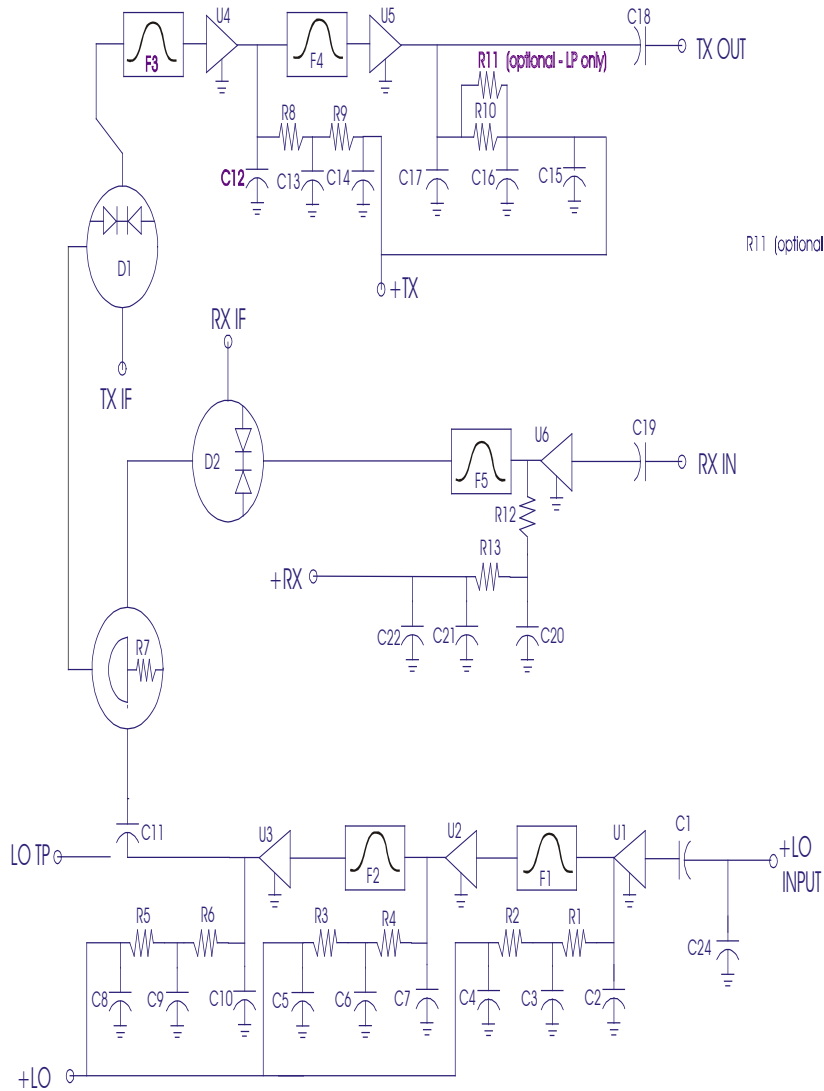 U4
U5
C18
F3
F4
TX OUT
R11 (optional - LP only)
R8
R9
R10
C12
C13
C14
C17
C16
C15
R11 (optional
D1
+TX
RX IF
TX IF
D2
U6
C19
F5
RX IN
R12
R13
+RX
C22
C21
C20
R7
C11
U3
U2
U1
C1
LO TP
F2
F1
+LO
INPUT
R5
R6
R3
R4
R2
R1
C24
C8
C9
C10
C5
C6
C7
C4
C3
C2
+LO